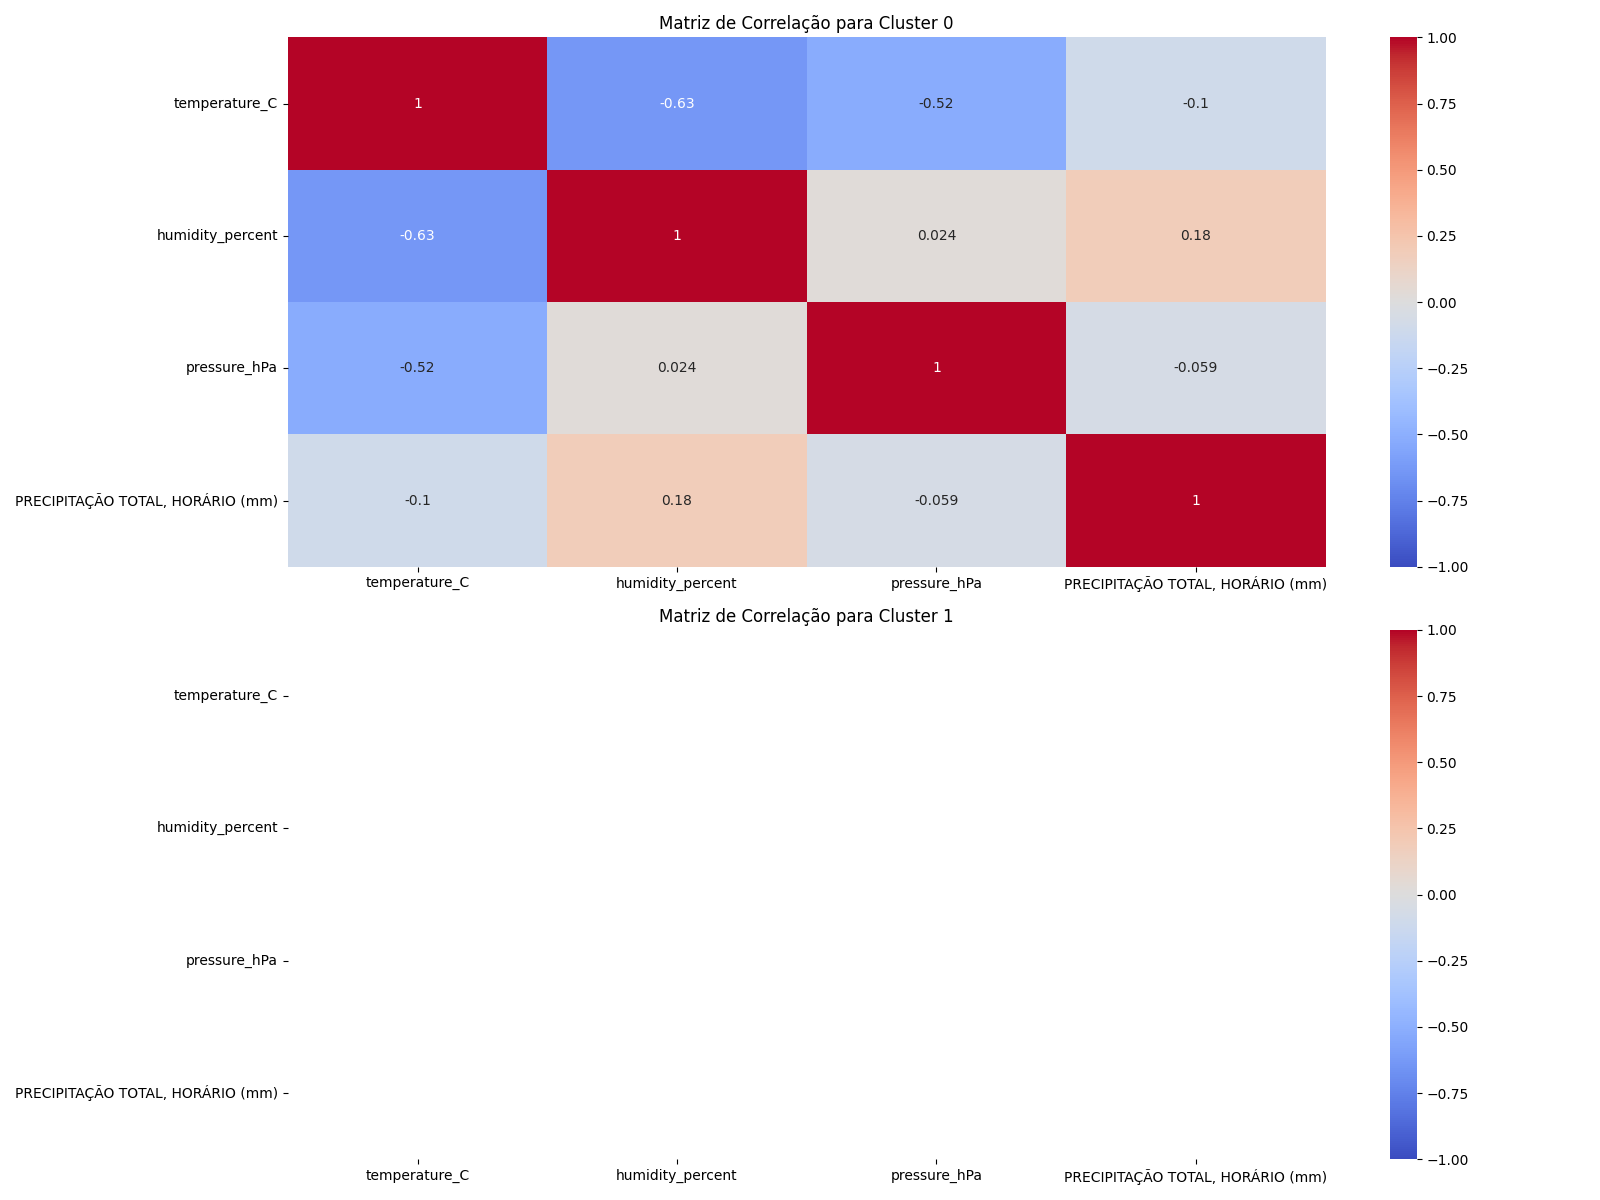 Matriz de Correlação para Cluster 0
temperature_C 1 -0.63 -0.52 -0.1
humidity_percent -0.63 1 0.024 0.18
pressure_hPa -0.52 0.024 1 -0.059
PRECIPITAÇÃO TOTAL, HORÁRIO (mm) -0.1 0.18 -0.059 1
temperature_C humidity_percent pressure_hPa PRECIPITAÇÃO TOTAL, HORÁRIO (mm)
1.00
0.75
0.50
0.25
0.00
−0.25
−0.50
−0.75
−1.00
Matriz de Correlação para Cluster 1
temperature_C
humidity_percent
pressure_hPa
PRECIPITAÇÃO TOTAL, HORÁRIO (mm)
temperature_C humidity_percent pressure_hPa PRECIPITAÇÃO TOTAL, HORÁRIO (mm)
1.00
0.75
0.50
0.25
0.00
−0.25
−0.50
−0.75
−1.00